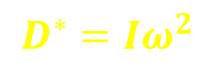 D* = Iω²